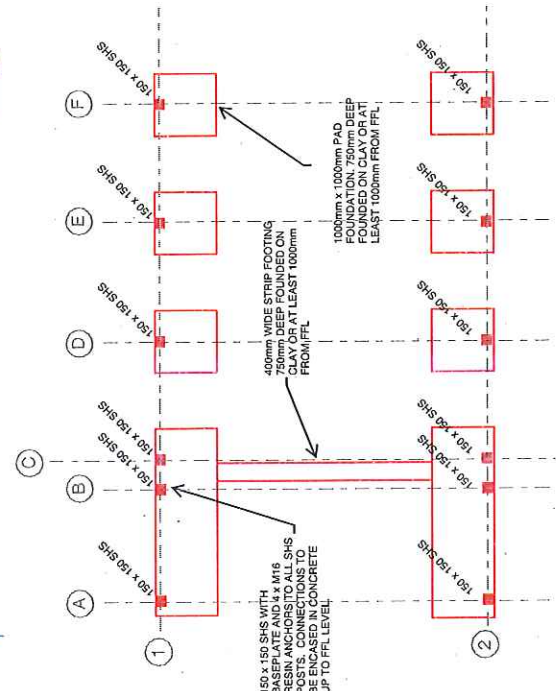 C
A
B
D
E
F
1
150 x 150 SHS
150 x 150 SHS
150 x 150 SHS
150 x 150 SHS
150 x 150 SHS
150 x 150 SHS
150 x 150 SHS WITH
BASEPLATE AND 4 x M16
RESIN ANCHORS TO ALL SHS
POSTS. CONNECTIONS TO
BE ENCASED IN CONCRETE
UP TO FFL LEVEL
400mm WIDE STRIP FOOTING
750mm DEEP FOUNDED ON
CLAY OR AT LEAST 1000mm
FROM FFL
1000mm x 1000mm PAD
FOUNDATION. 750mm DEEP
FOUNDED ON CLAY OR AT
LEAST 1000mm FROM FFL
150 x 150 SHS
150 x 150 SHS
150 x 150 SHS
150 x 150 SHS
150 x 150 SHS
150 x 150 SHS
2